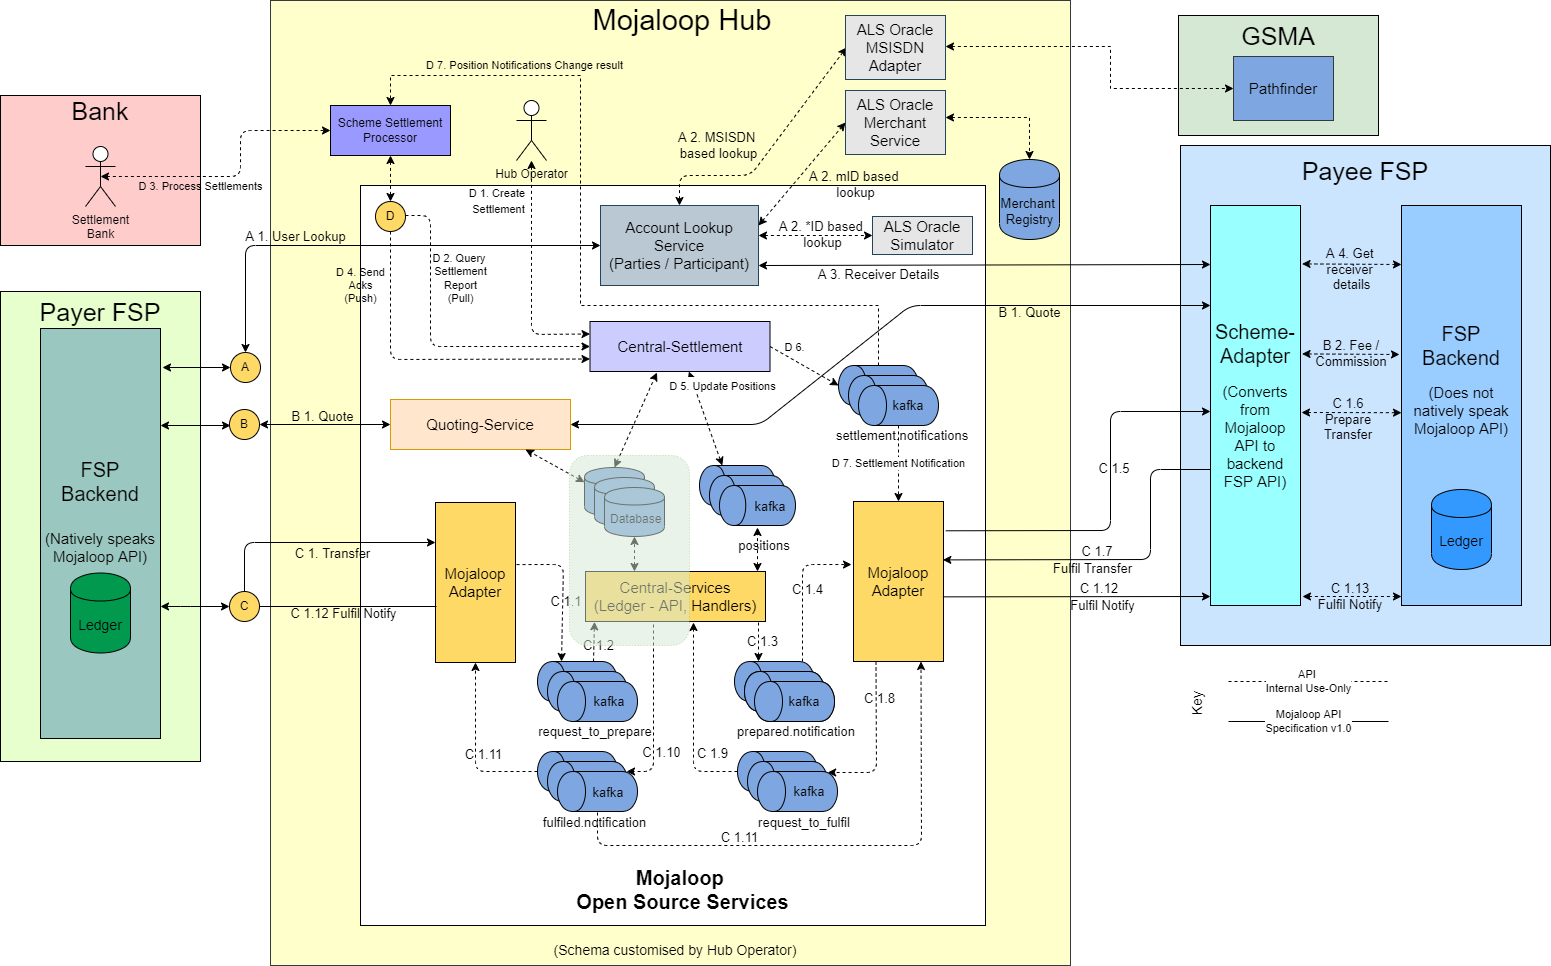 Mojaloop Hub
ALS Oracle
MSISDN
Adapter
GSMA
Pathfinder
D 7. Position Notifications Change result
Bank
Settlement
Bank
D 3. Process Settlements
Scheme Settlement
Processor
Hub Operator
ALS Oracle
Merchant
Service
A 2. MSISDN
based lookup
A 2. mID based
lookup
Merchant
Registry
D 1. Create
Settlement
D
Account Lookup
Service
(Parties / Participant)
A 2. *ID based
lookup
ALS Oracle
Simulator
A 1. User Lookup
D 4. Send
Acks
(Push)
D 2. Query
Settlement
Report
(Pull)
A 3. Receiver Details
Payee FSP
A 4. Get
receiver
details
B 1. Quote
Scheme-
Adapter
(Converts
from
Mojaloop
API to
backend
FSP API)
B 2. Fee /
Commission
C 1.6
Prepare
Transfer
FSP
Backend
(Does not
natively speak
Mojaloop API)
Ledger
Payer FSP
A
B
C
FSP
Backend
(Natively speaks
Mojaloop API)
Ledger
Central-Settlement
D 6.
D 5. Update Positions
kafka
settlement.notifications
B 1. Quote
Quoting-Service
D 7. Settlement Notification
C 1.5
Database
kafka
positions
C 1. Transfer
Mojaloop
Adapter
C 1.1
Central-Services
(Ledger - API, Handlers)
C 1.4
Mojaloop
Adapter
C 1.7
Fulfil Transfer
C 1.12
Fulfil Notify
C 1.13
Fulfil Notify
C 1.12 Fulfil Notify
C 1.2
C 1.3
kafka
request_to_prepare
kafka
prepared.notification
C 1.8
C 1.11
C 1.10
C 1.9
kafka
fulfiled.notification
kafka
request_to_fulfil
C 1.11
Mojaloop
Open Source Services
(Schema customised by Hub Operator)
Key
API
Internal Use-Only
Mojaloop API
Specification v1.0